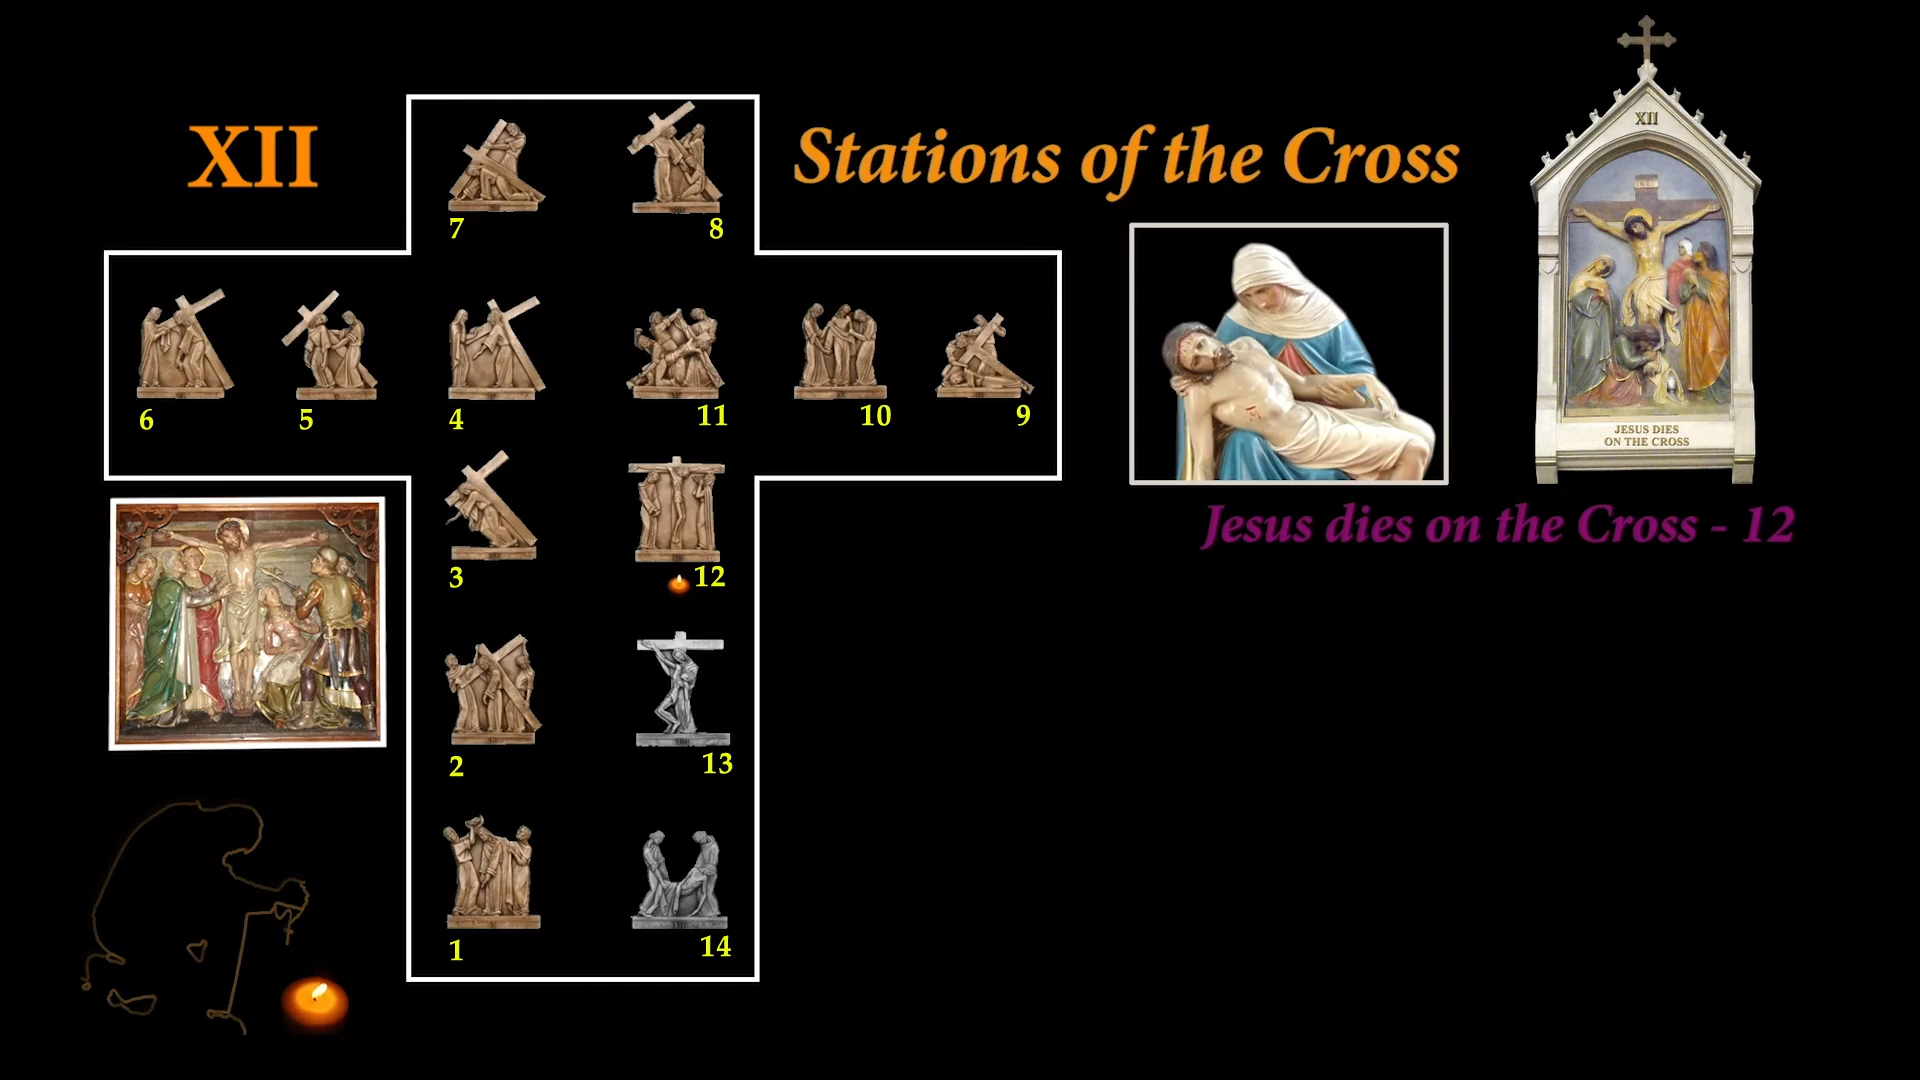 XII
Stations of the Cross
XII
JESUS DIES
ON THE CROSS
7
8
6
5
4
11
10
9
Jesus dies on the Cross - 12
3
12
2
13
1
14